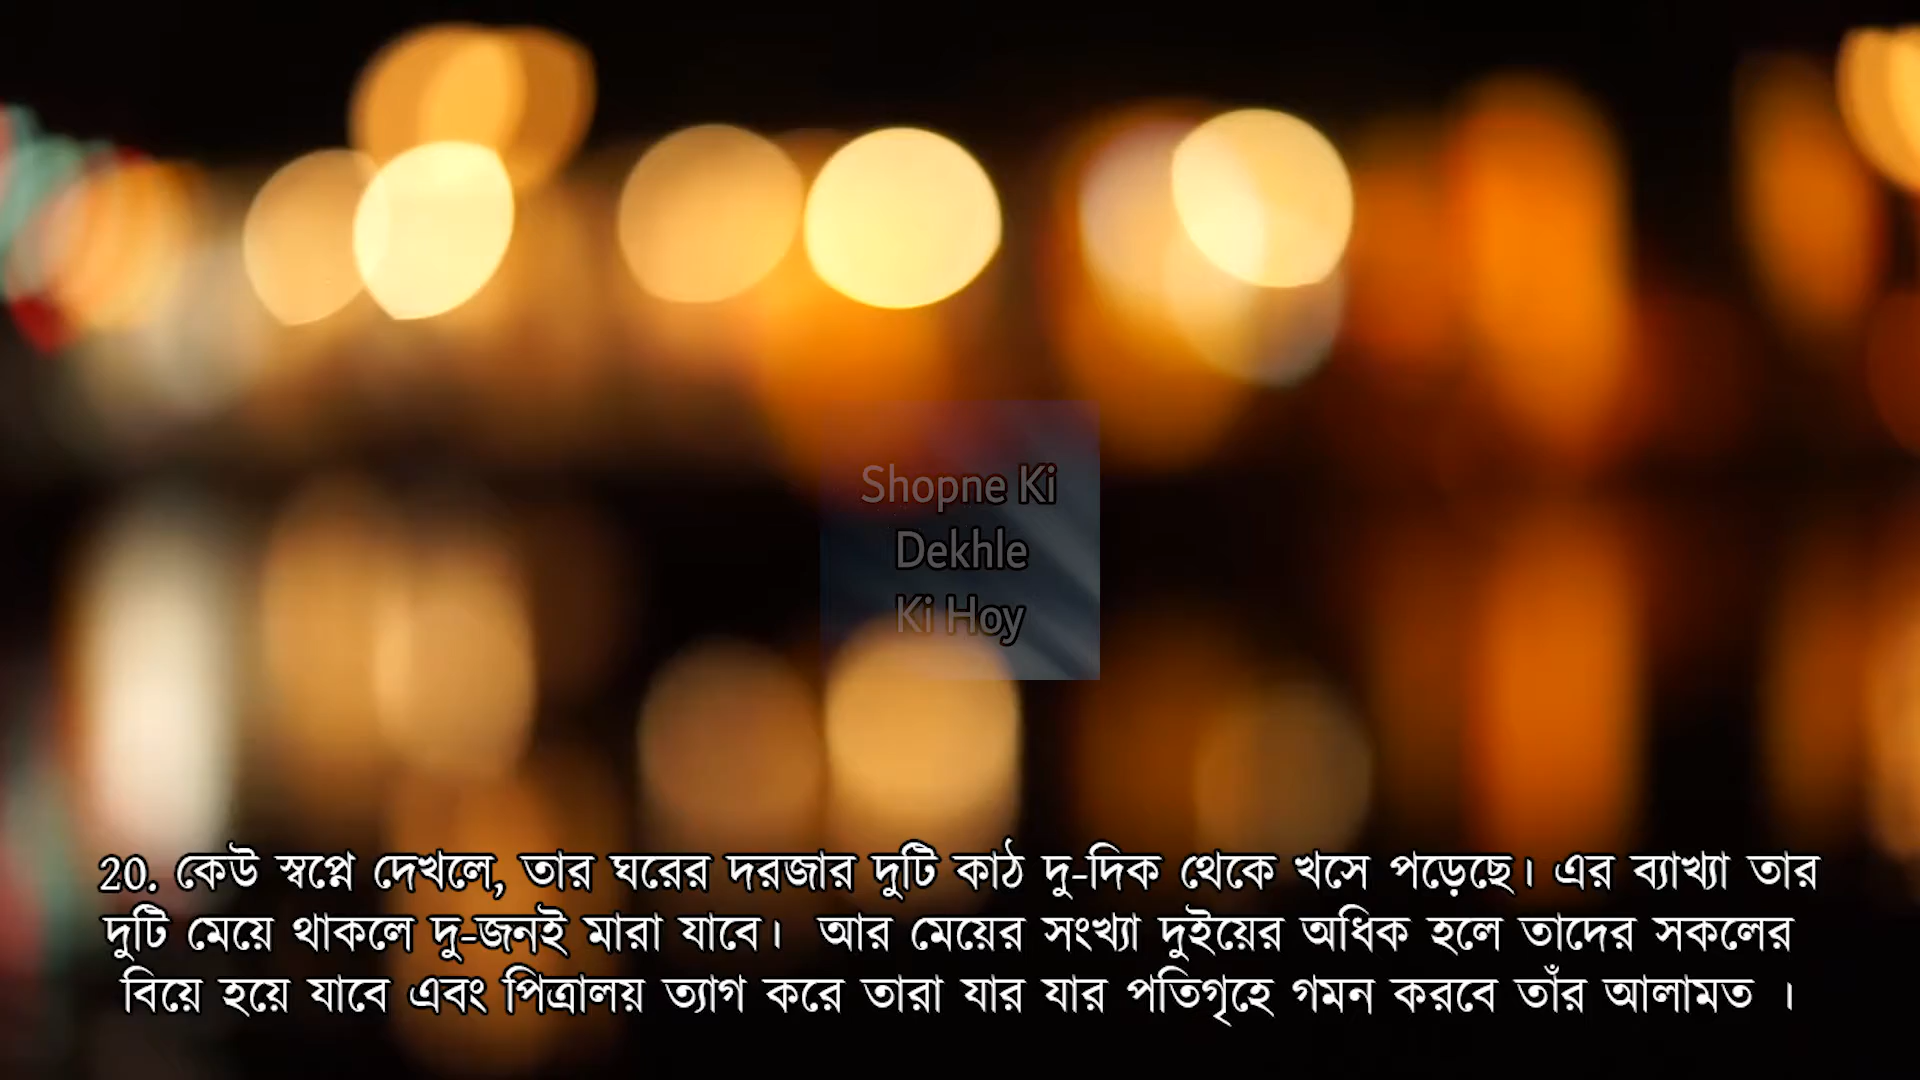 Shopne Ki
Dekhle
Ki Hoy
20. কেউ স্বপ্নে দেখলে, তার ঘরের দরজার দুটি কাঠ দু-দিক থেকে খসে পড়েছে। এর ব্যাখ্যা তার
দুটি মেয়ে থাকলে দু-জনই মারা যাবে। আর মেয়ের সংখ্যা দুইয়ের অধিক হলে তাদের সকলের
বিয়ে হয়ে যাবে এবং পিত্রালয় ত্যাগ করে তারা যার যার পতিগৃহে গমন করবে তাঁর আলামত ।